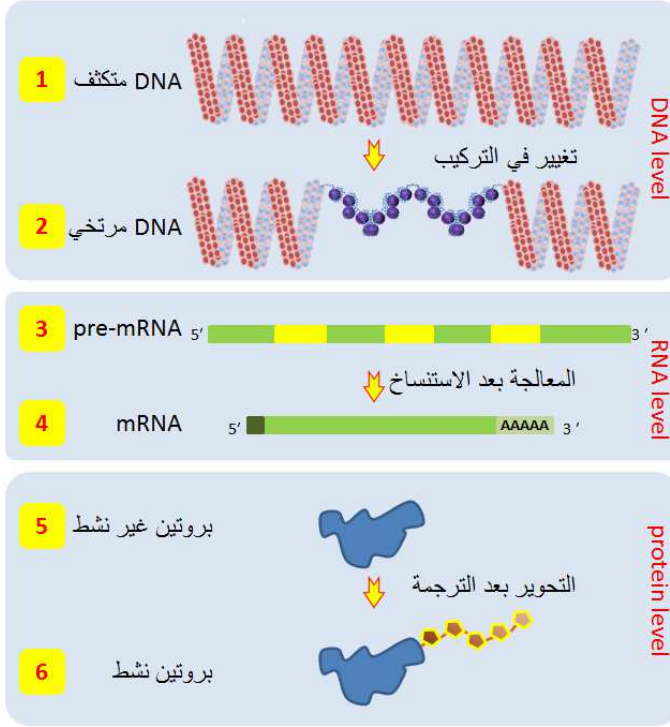 1 DNA متكثف
تغيير في التركيب
2 DNA مرتخي
DNA level
3 pre-mRNA 5′ 3 ′
المعالجة بعد الاستنساخ
4 mRNA 5′ AAAAA 3 ′
RNA level
5 بروتين غير نشط
التحوير بعد الترجمة
6 بروتين نشط
protein level